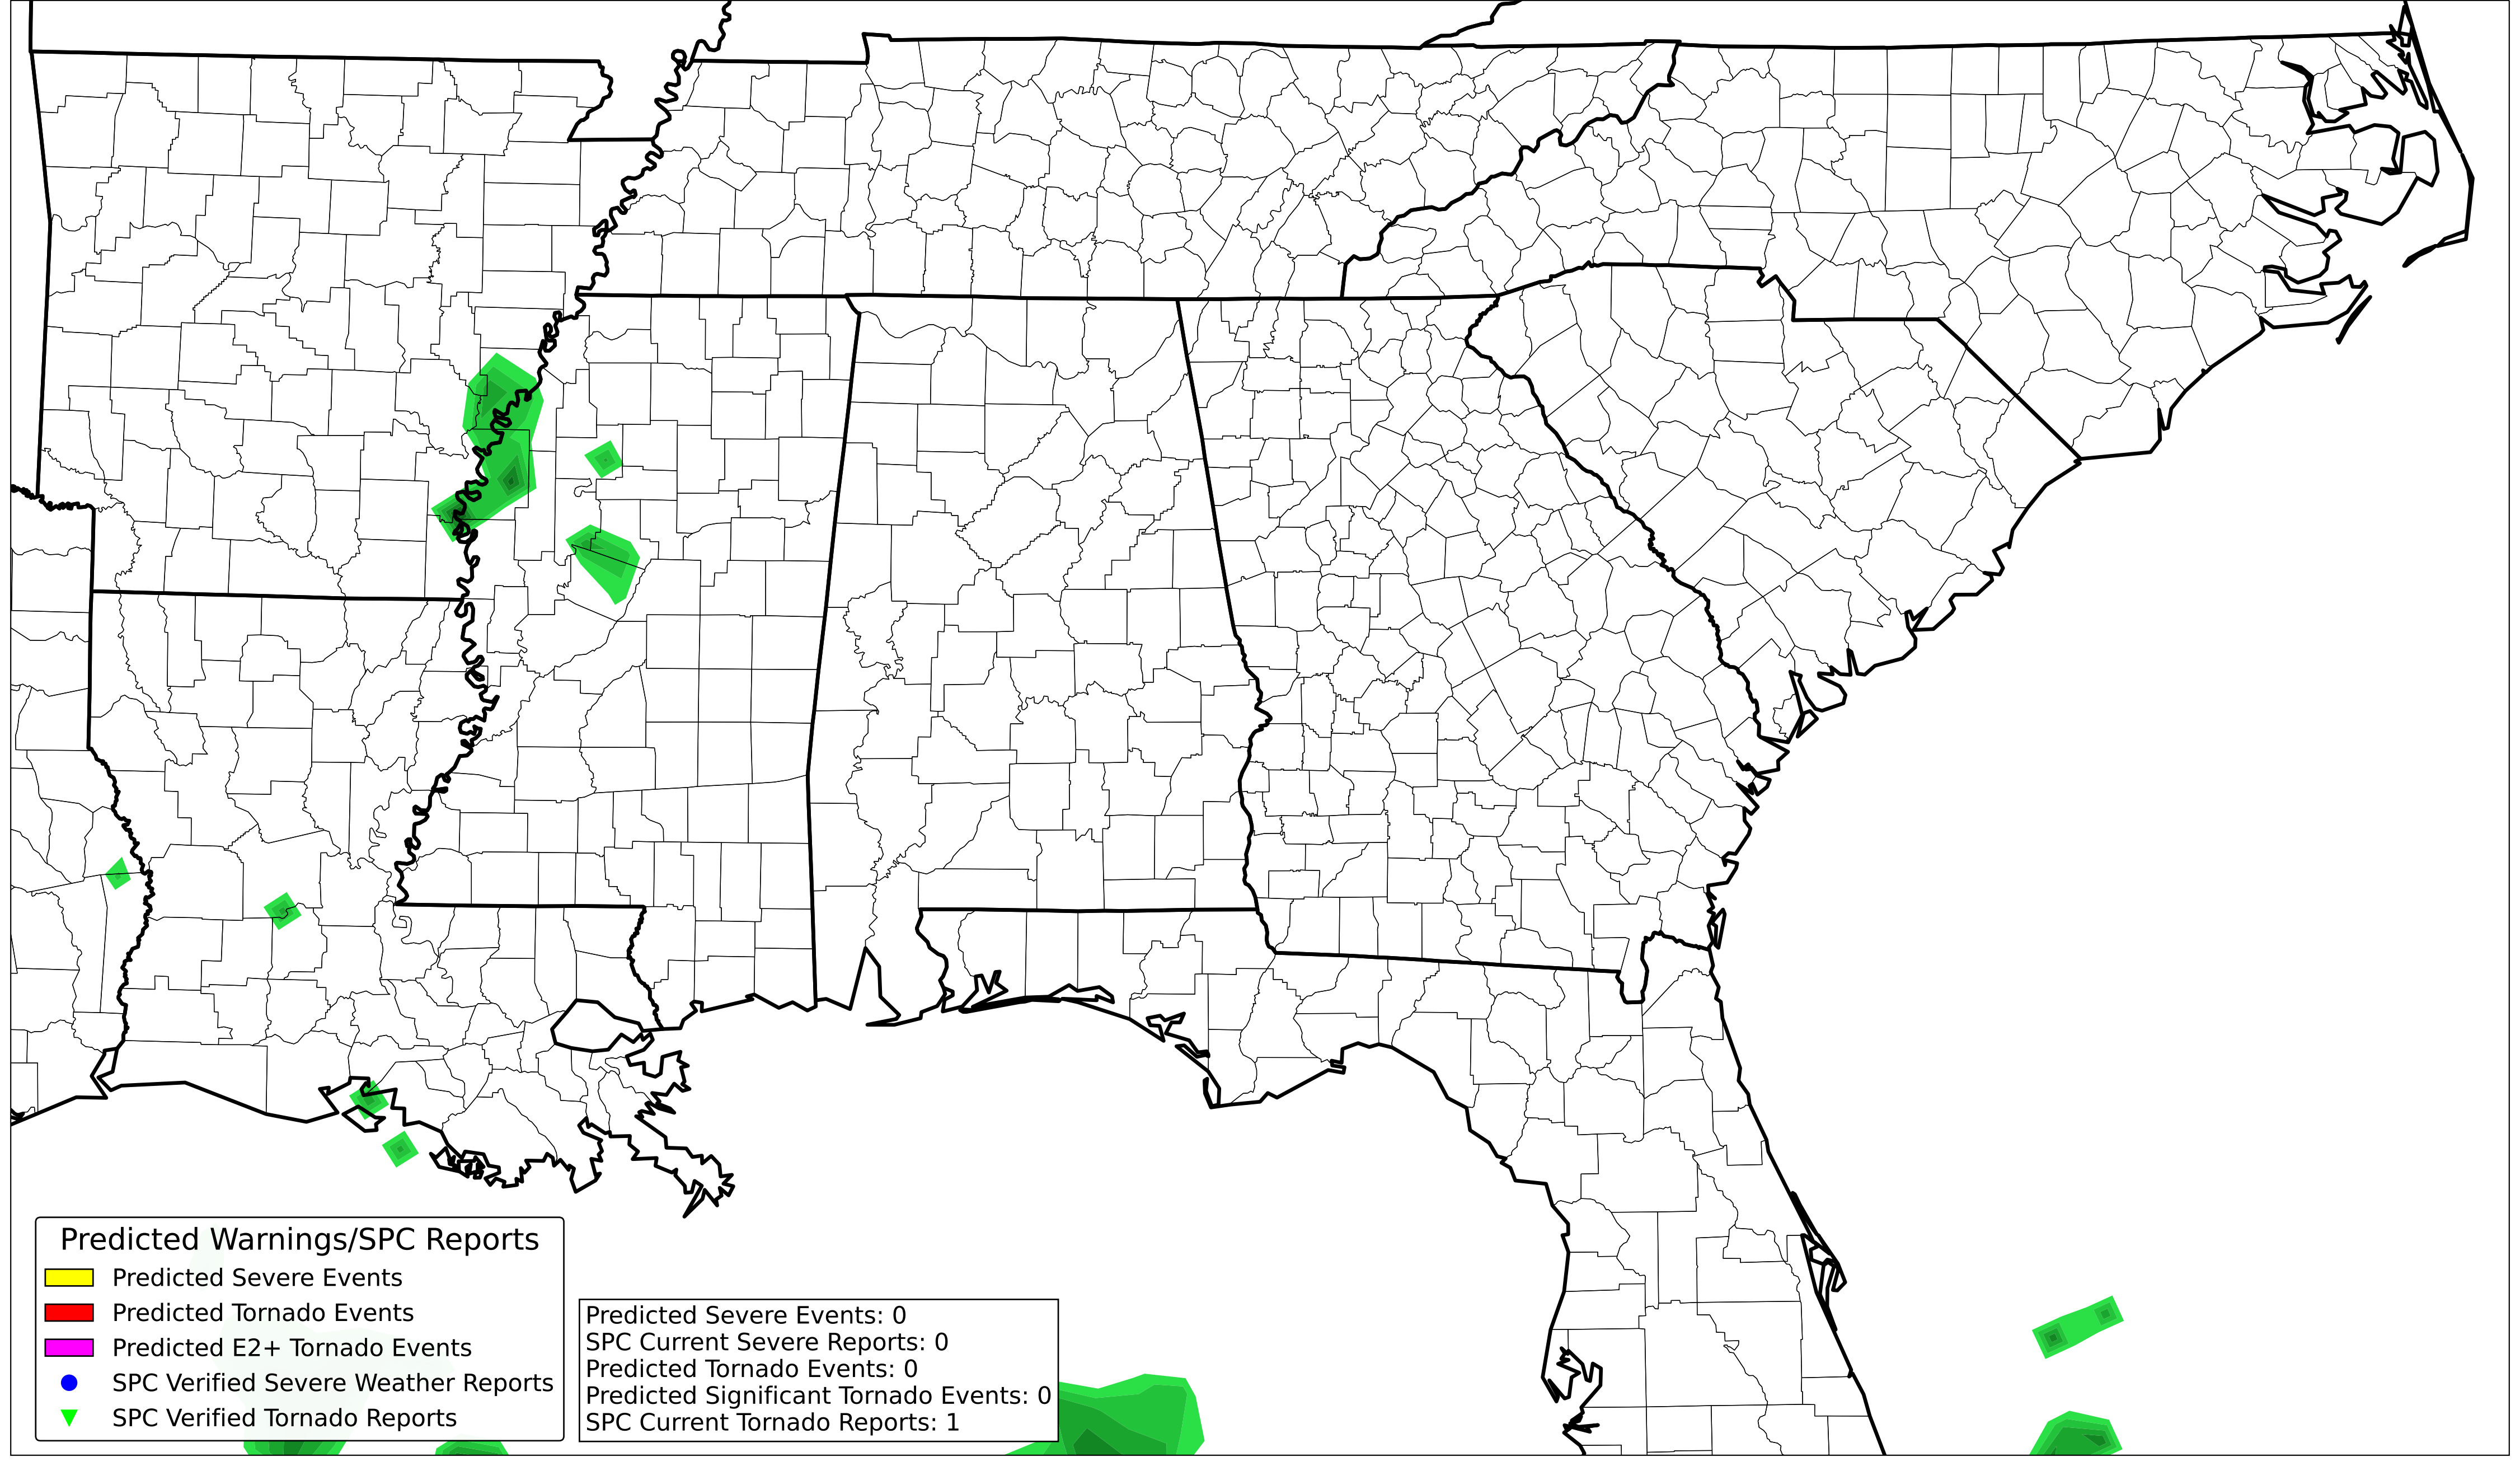 Predicted Warnings/SPC Reports
Predicted Severe Events
Predicted Tornado Events
Predicted E2+ Tornado Events
SPC Verified Severe Weather Reports
SPC Verified Tornado Reports
Predicted Severe Events: 0
SPC Current Severe Reports: 0
Predicted Tornado Events: 0
Predicted Significant Tornado Events: 0
SPC Current Tornado Reports: 1